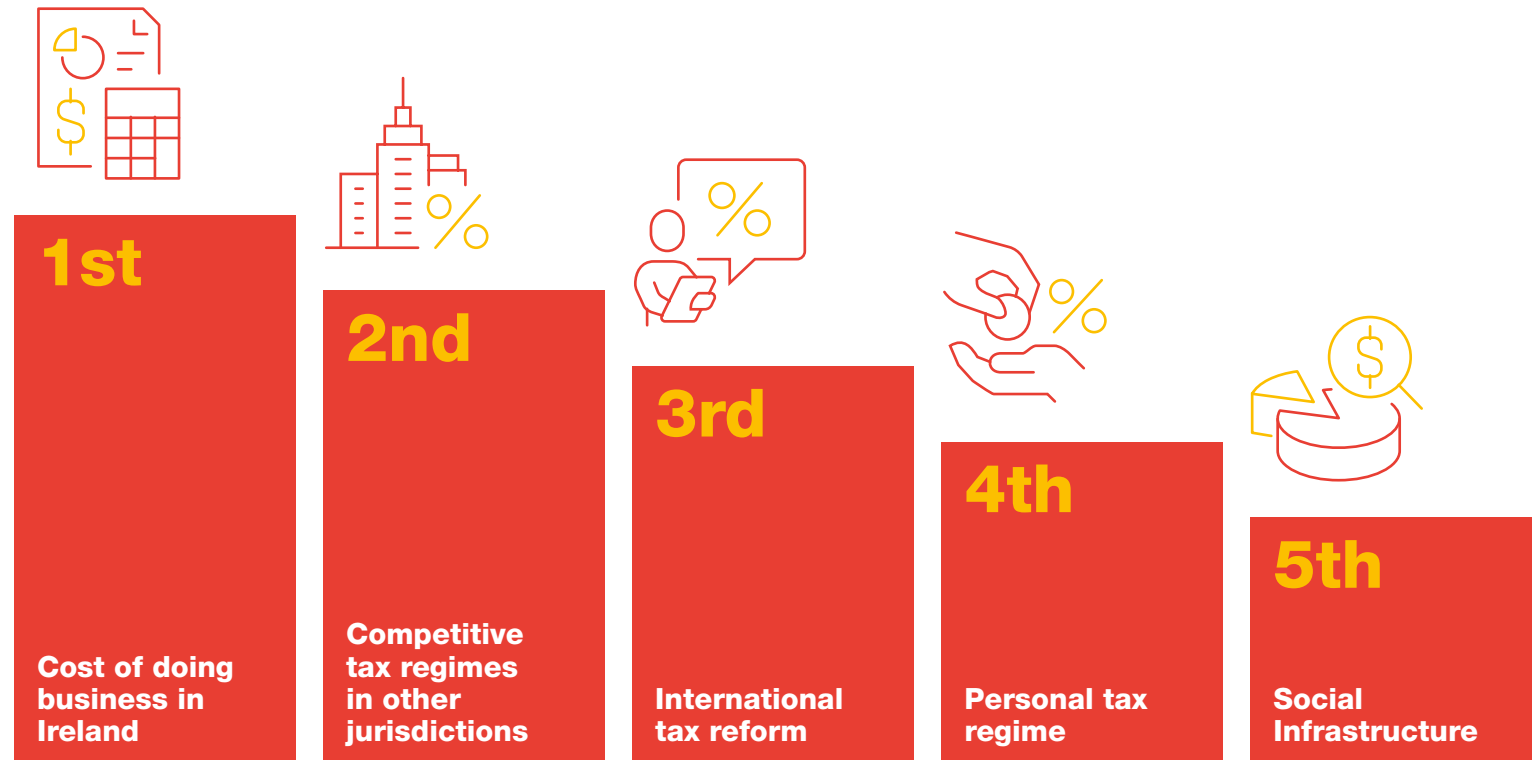 1st
Cost of doing
business in
Ireland
2nd
Competitive
tax regimes
in other
jurisdictions
3rd
International
tax reform
4th
Personal tax
regime
5th
Social
Infrastructure